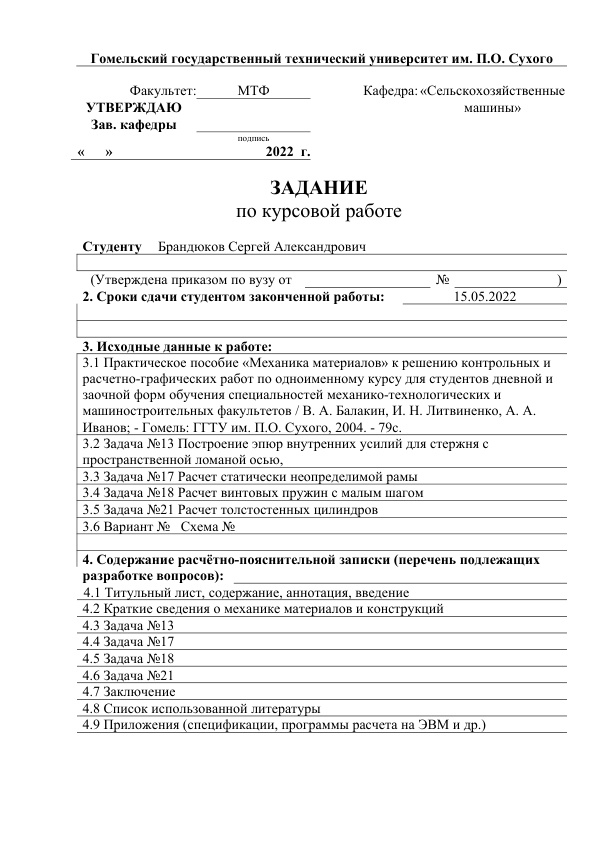 Гомельский государственный технический университет им. П.О. Сухого
Факультет: МТФ Кафедра: «Сельскохозяйственные
УТВЕРЖДАЮ машины»
Зав. кафедры
подпись
« » 2022 г.
ЗАДАНИЕ
по курсовой работе
Студенту Брандюков Сергей Александрович
(Утверждена приказом по вузу от № )
2. Сроки сдачи студентом законченной работы: 15.05.2022
3. Исходные данные к работе:
3.1 Практическое пособие «Механика материалов» к решению контрольных и
расчетно-графических работ по одноименному курсу для студентов дневной и
заочной форм обучения специальностей механико-технологических и
машиностроительных факультетов / В. А. Балакин, И. Н. Литвиненко, А. А.
Иванов; - Гомель: ГГТУ им. П.О. Сухого, 2004. - 79с.
3.2 Задача №13 Построение эпюр внутренних усилий для стержня с
пространственной ломаной осью,
3.3 Задача №17 Расчет статически неопределимой рамы
3.4 Задача №18 Расчет винтовых пружин с малым шагом
3.5 Задача №21 Расчет толстостенных цилиндров
3.6 Вариант № Схема №
4. Содержание расчётно-пояснительной записки (перечень подлежащих
разработке вопросов):
4.1 Титульный лист, содержание, аннотация, введение
4.2 Краткие сведения о механике материалов и конструкций
4.3 Задача №13
4.4 Задача №17
4.5 Задача №18
4.6 Задача №21
4.7 Заключение
4.8 Список использованной литературы
4.9 Приложения (спецификации, программы расчета на ЭВМ и др.)